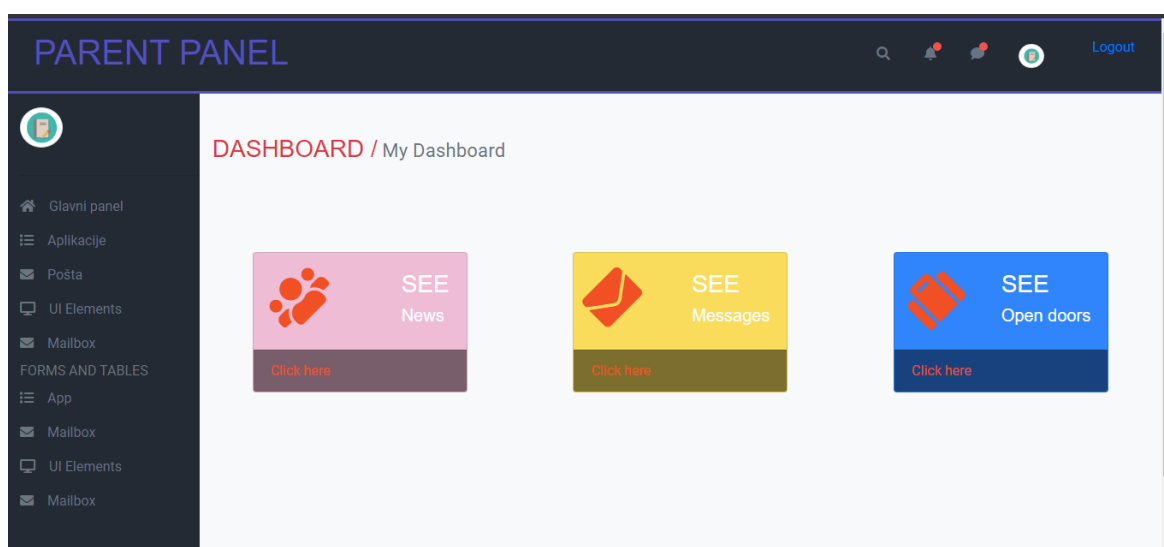 PARENT PANEL
Logout
DASHBOARD / My Dashboard
Glavni panel
Aplikacije
Pošta
UI Elements
Mailbox
FORMS AND TABLES
App
Mailbox
UI Elements
Mailbox
SEE
News
Click here
SEE
Messages
Click here
SEE
Open doors
Click here